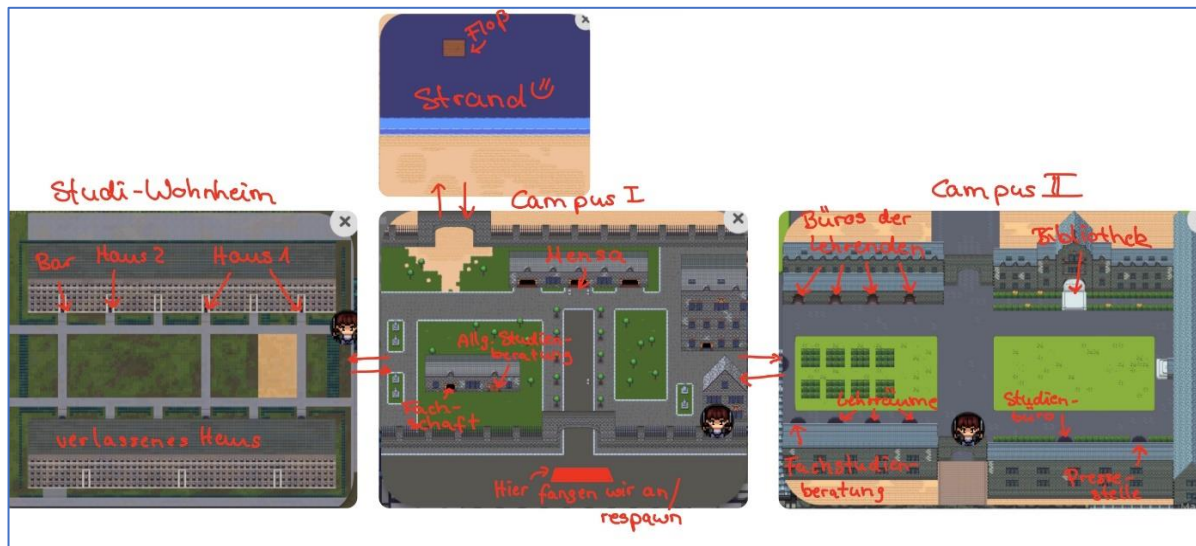 Floß
Strand
Studi-Wohnheim
Bar
Haus 2
Haus 1
verlassenes Haus
Campus I
Mensa
Allg. Studien-
beratung
Fach-
schaft
Hier fangen wir an/
respawn
Campus II
Büros der
Lehrenden
Bibliothek
Lehrräume
Studien-
büro
Fachstudien-
beratung
Presse-
stelle